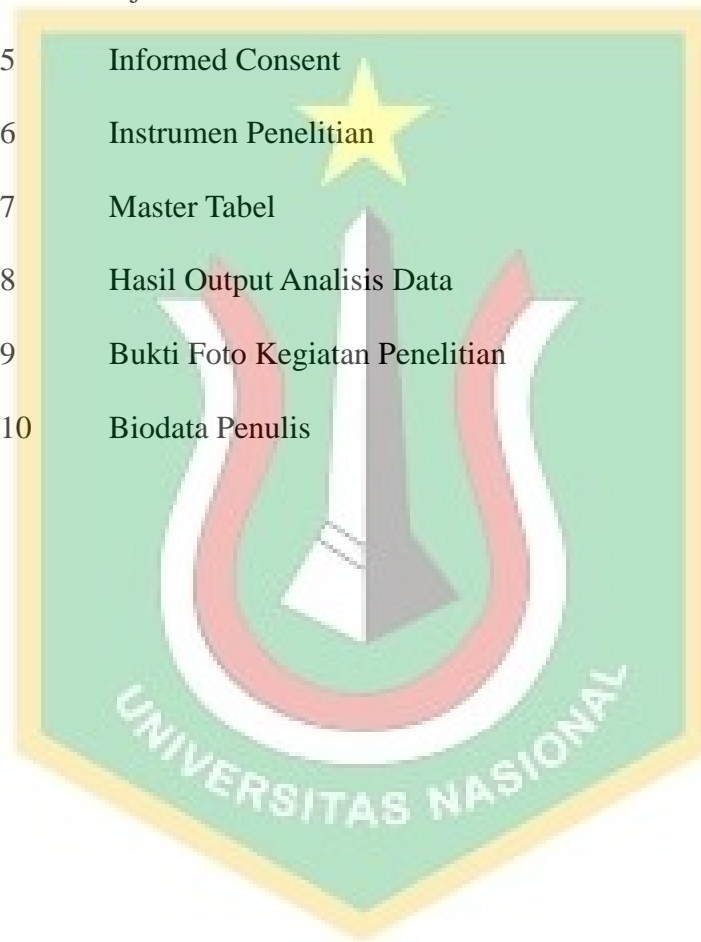 5 Informed Consent
6 Instrumen Penelitian
7 Master Tabel
8 Hasil Output Analisis Data
9 Bukti Foto Kegiatan Penelitian
10 Biodata Penulis
UNIVERSITAS NASIONAL